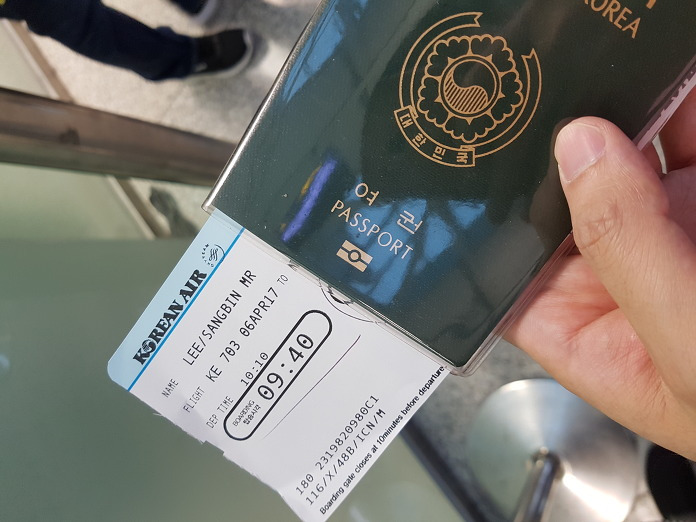 KOREA
대한민국
여권
PASSPORT
KOREAN AIR
NAME LEE/SANGBIN MR
FLIGHT KE 703 06APR17 TO
DEP TIME 10:10
BOARDING 09:40
탑승시각
180 2319820980C1
116/X/48B/ICN/M
Boarding gate closes at 10minutes before departure.